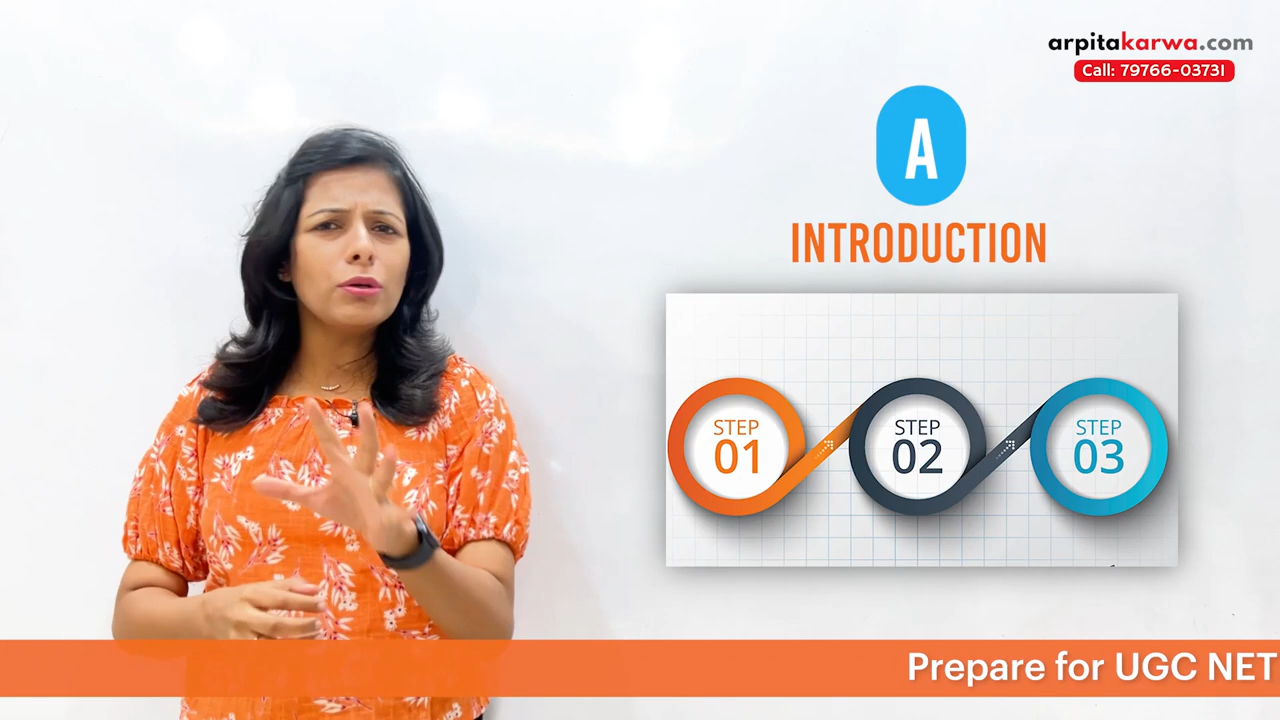 arpitakarwa.com
Call: 79766-03731
A
INTRODUCTION
STEP
01
STEP
02
STEP
03
Prepare for UGC NET